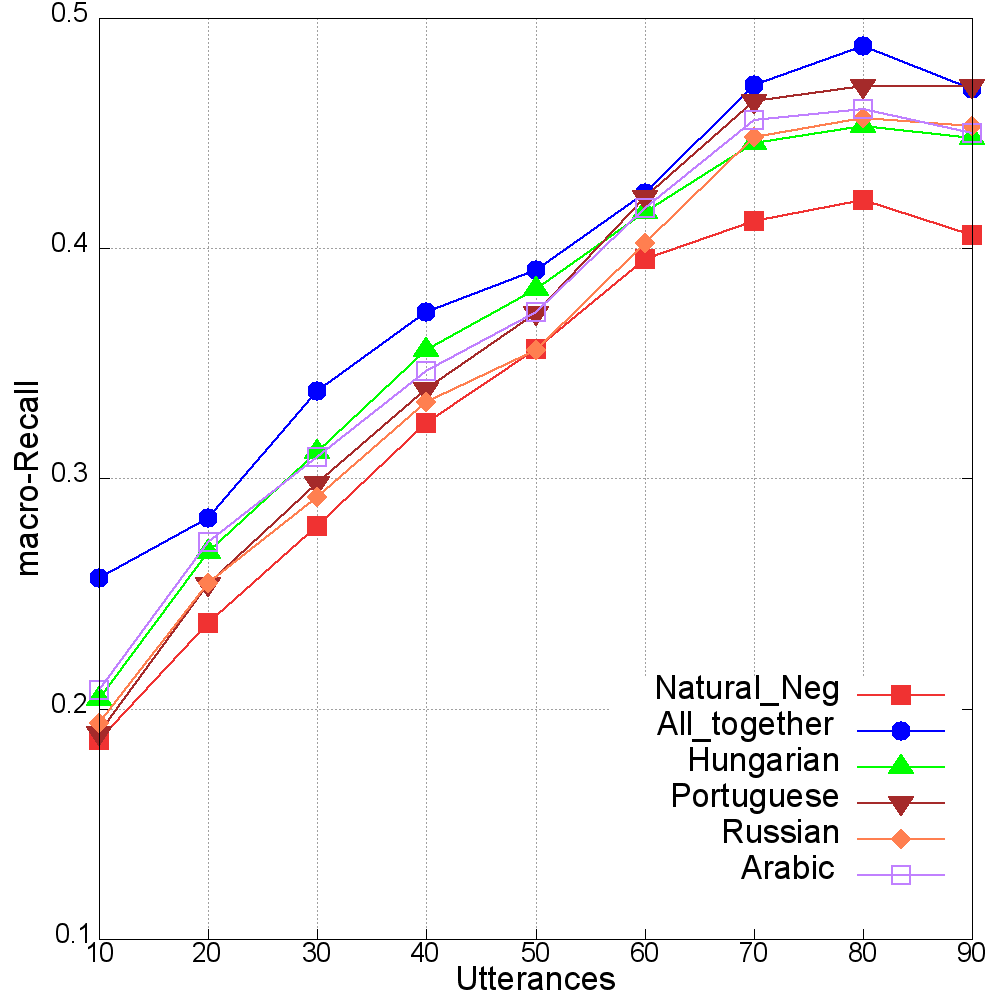 0.5
0.4
0.3
0.2
0.1
macro-Recall
Natural_Neg
All_together
Hungarian
Portuguese
Russian
Arabic
10 20 30 40 50 60 70 80 90
Utterances